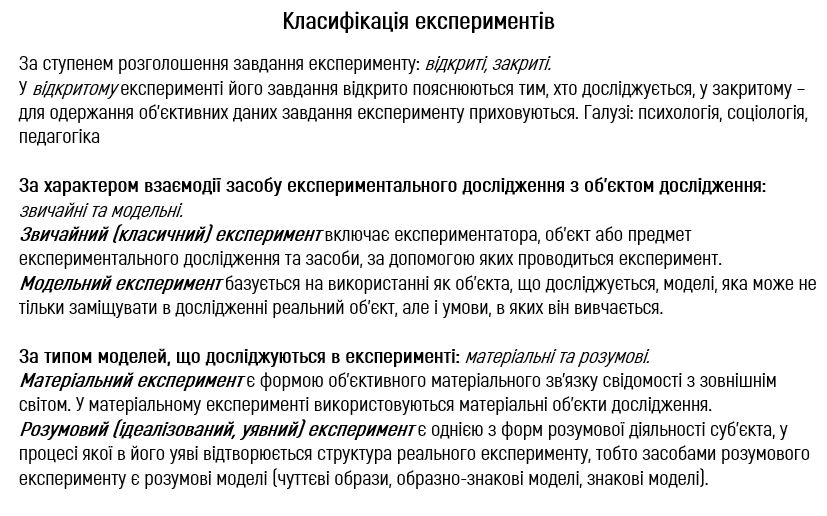 Класифікація експериментів
За ступенем розголошення завдання експерименту: відкриті, закриті.
У відкритому експерименті його завдання відкрито пояснюються тим, хто досліджується, у закритому –
для одержання об’єктивних даних завдання експерименту приховуються. Галузі: психологія, соціологія,
педагогіка
За характером взаємодії засобу експериментального дослідження з об’єктом дослідження:
звичайні та модельні.
Звичайний (класичний) експеримент включає експериментатора, об’єкт або предмет
експериментального дослідження та засоби, за допомогою яких проводиться експеримент.
Модельний експеримент базується на використанні як об’єкта, що досліджується, моделі, яка може не
тільки заміщувати в дослідженні реальний об’єкт, але і умови, в яких він вивчається.
За типом моделей, що досліджуються в експерименті: матеріальні та розумові.
Матеріальний експеримент є формою об’єктивного матеріального зв’язку свідомості з зовнішнім
світом. У матеріальному експерименті використовуються матеріальні об’єкти дослідження.
Розумовий (ідеалізований, уявний) експеримент є однією з форм розумової діяльності суб’єкта, у
процесі якої в його уяві відтворюється структура реального експерименту, тобто засобами розумового
експерименту є розумові моделі (чуттєві образи, образно-знакові моделі, знакові моделі).